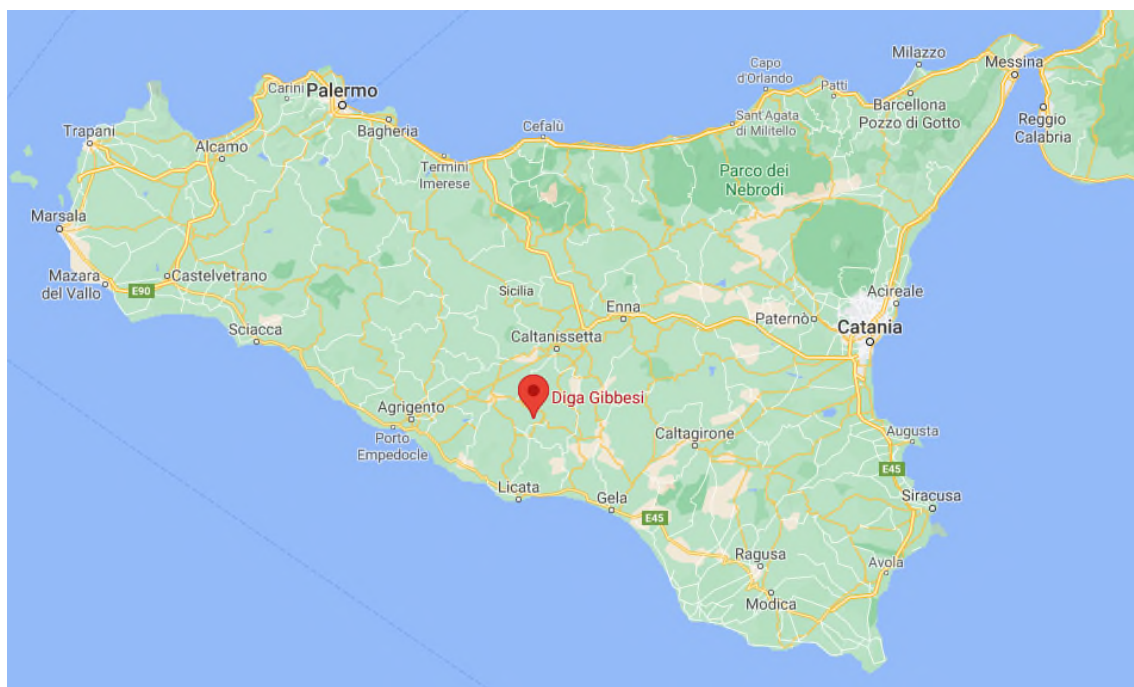 Milazzo
Messina
Capo
d'Orlando
Patti
Carini
Palermo
Barcellona
Pozzo di Gotto
Reggio
Calabria
Bagheria
Cefalù
Sant'Agata
di Militello
Trapani
Alcamo
Termini
Imerese
Parco dei
Nebrodi
Marsala
Mazara
del Vallo
Castelvetrano
E90
Sicilia
Enna
Acireale
Paternò
Catania
Sciacca
Caltanissetta
Diga Gibbesi
Agrigento
Porto
Empedocle
Caltagirone
Augusta
E45
Licata
Gela
Siracusa
E45
Ragusa
Avola
Modica